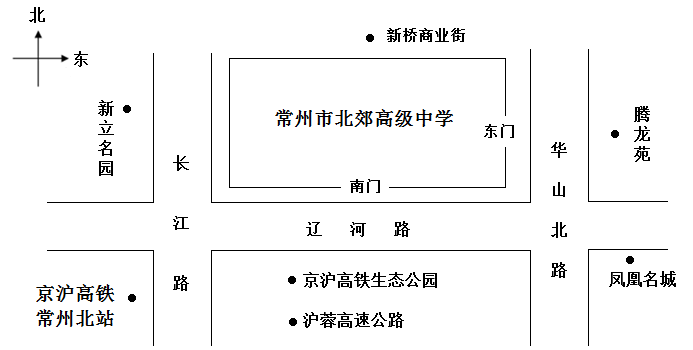 北
东
新桥商业街
新立名园
常州市北郊高级中学
东门
腾龙苑
南门
长江路
华山北路
辽河路
京沪高铁
常州北站
京沪高铁生态公园
沪蓉高速公路
凤凰名城